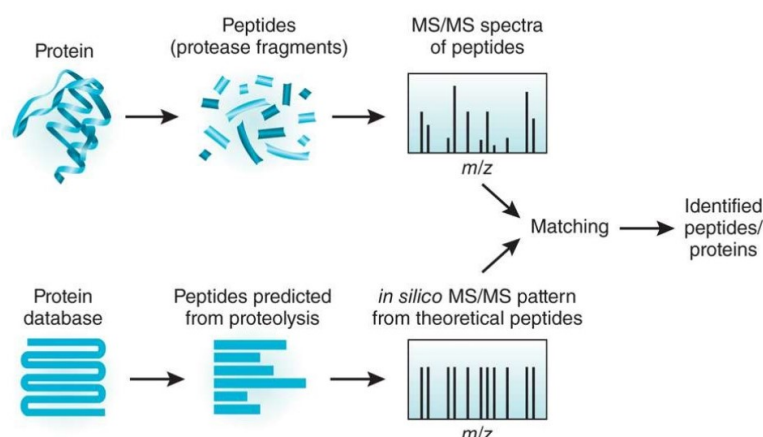 Protein
Peptides
(protease fragments)
MS/MS spectra
of peptides
m/z
Matching
Identified
peptides/
proteins
Protein
database
Peptides predicted
from proteolysis
in silico MS/MS pattern
from theoretical peptides
m/z